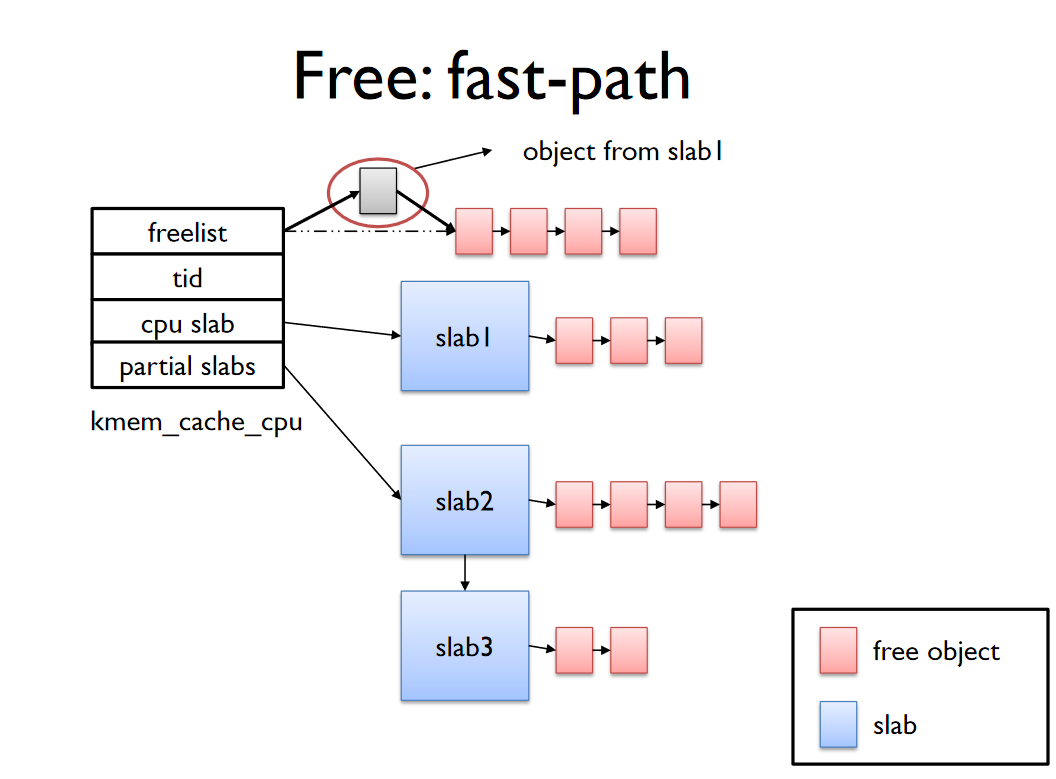 Free: fast-path
object from slab1
freelist
tid
cpu slab
partial slabs
kmem_cache_cpu
slab1
slab2
slab3
free object
slab